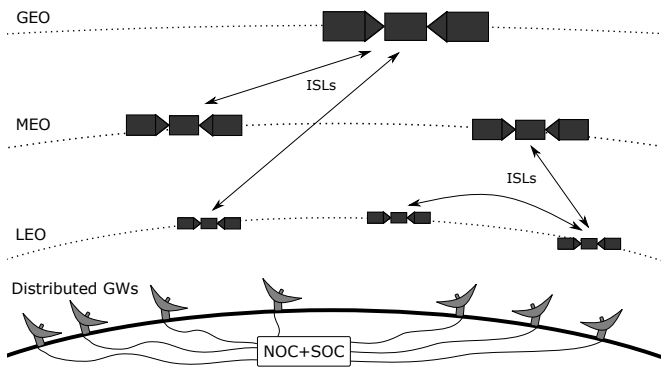 GEO
ISLs
MEO
ISLs
LEO
Distributed GWs
NOC+SOC